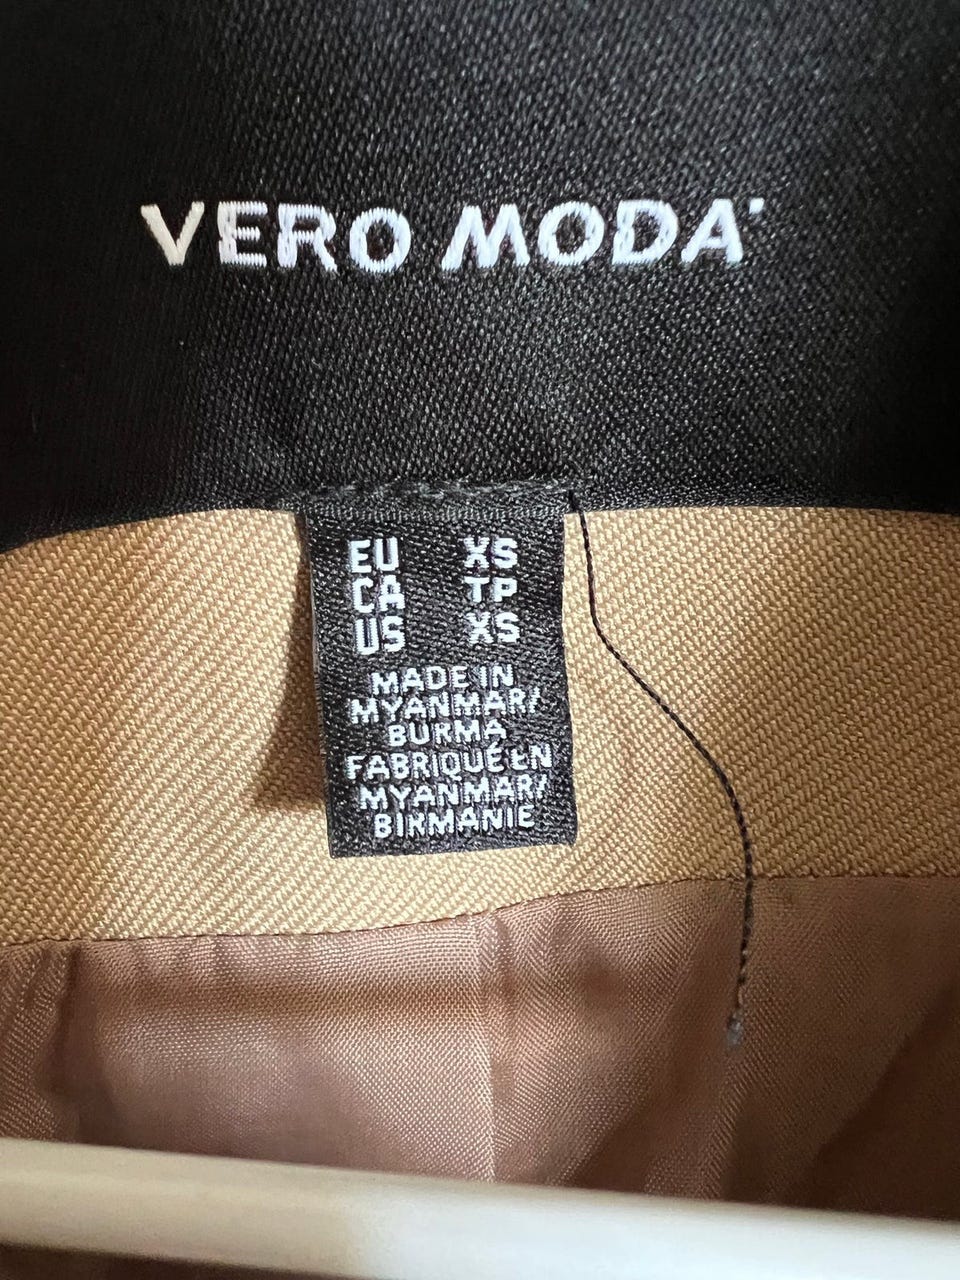 VERO MODA
EU XS
CA TP
US XS
MADE IN
MYANMAR/
BURMA
FABRIQUÉ EN
MYANMAR/
BIRMANIE